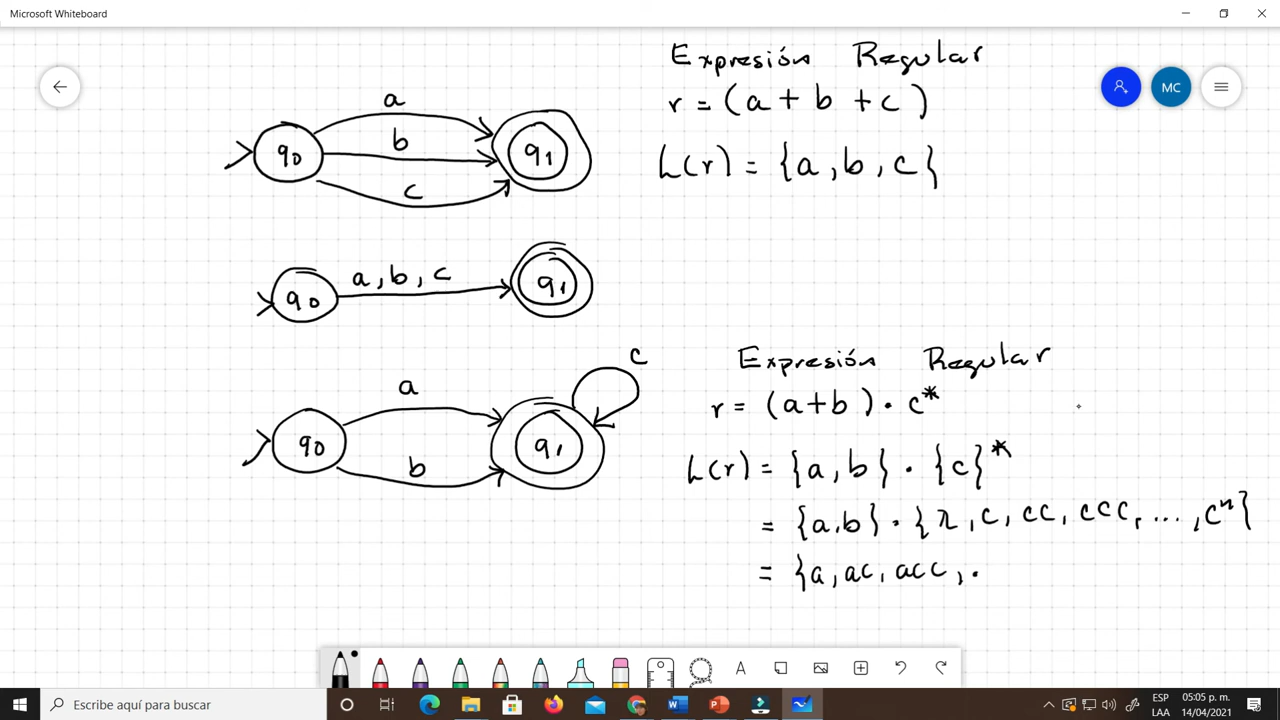 Microsoft Whiteboard
Expresión Regular
r = (a + b + c)
L(r) = {a, b, c}
a
b
c
q0
q1
MC
a, b, c
q0
q1
Expresión Regular
r = (a+b) · c*
L(r) = {a, b} · {c}*
= {a,b} · {λ, c, cc, ccc, ..., cⁿ}
= {a, ac, acc, .
a
b
c
q0
q1
A
Escribe aquí para buscar
ESP
LAA
05:05 p. m.
14/04/2021